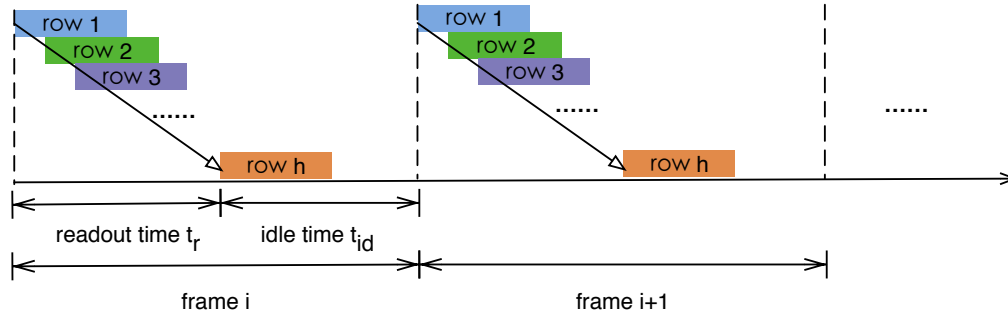 row 1
row 2
row 3
......
row h
row 1
row 2
row 3
......
row h
......
readout time t_r
idle time t_id
frame i
frame i+1